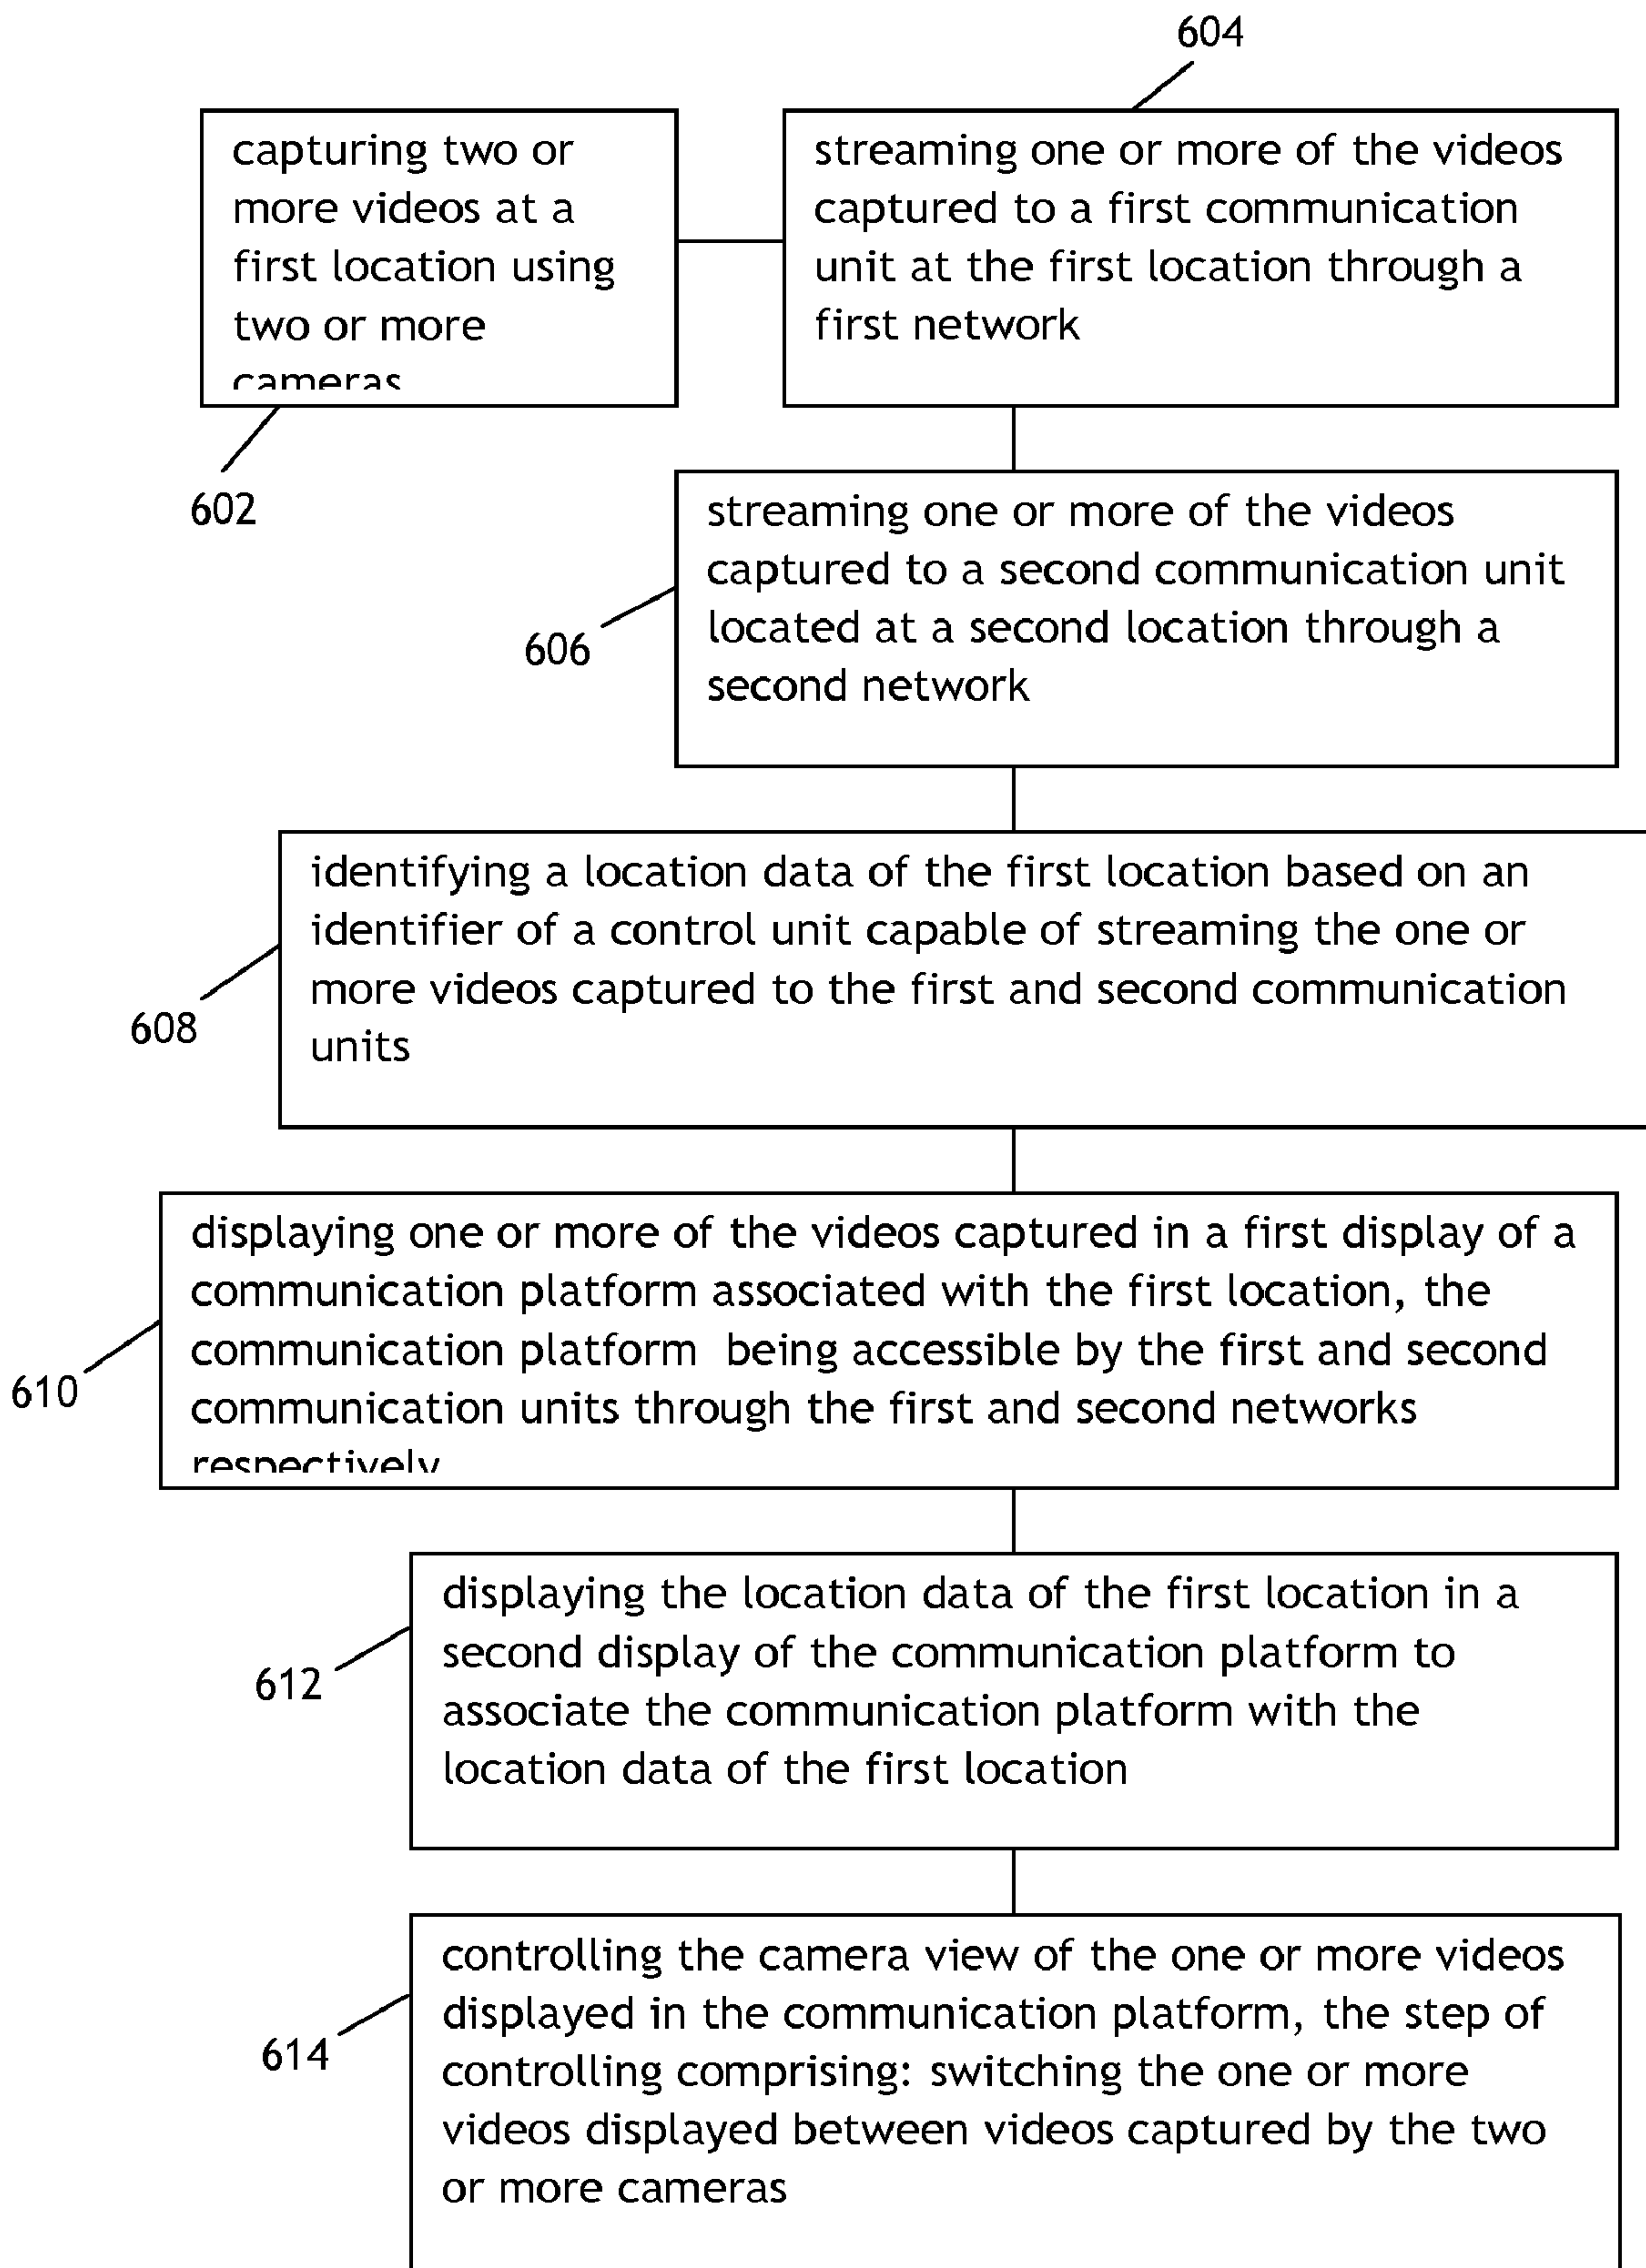 604
capturing two or
more videos at a
first location using
two or more
cameras
streaming one or more of the videos
captured to a first communication
unit at the first location through a
first network
602
streaming one or more of the videos
captured to a second communication unit
located at a second location through a
second network
606
identifying a location data of the first location based on an
identifier of a control unit capable of streaming the one or
more videos captured to the first and second communication
units
608
displaying one or more of the videos captured in a first display of a
communication platform associated with the first location, the
communication platform  being accessible by the first and second
communication units through the first and second networks
respectively
610
displaying the location data of the first location in a
second display of the communication platform to
associate the communication platform with the
location data of the first location
612
controlling the camera view of the one or more videos
displayed in the communication platform, the step of
controlling comprising: switching the one or more
videos displayed between videos captured by the two
or more cameras
614